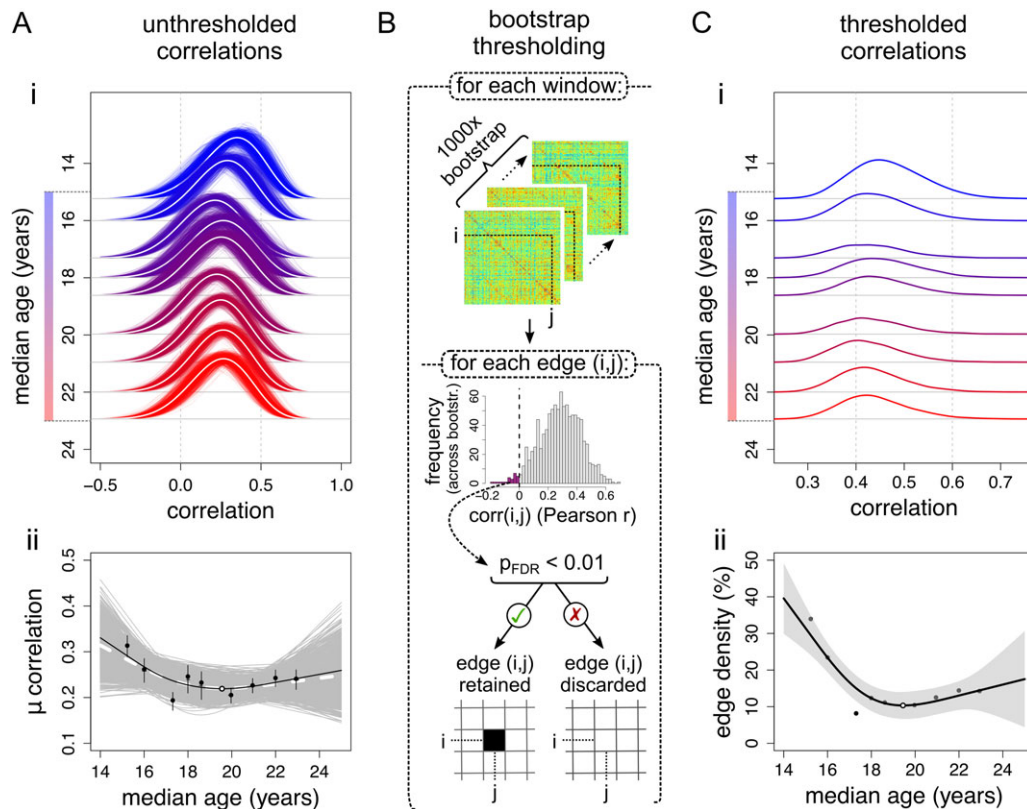 A
unthresholded
correlations
i
14
16
18
20
22
24
median age (years)
−0.5
0.0
0.5
1.0
correlation
ii
0.5
0.4
0.3
0.2
0.1
μ correlation
14
16
18
20
22
24
median age (years)
B
bootstrap
thresholding
for each window:
1000x
bootstrap
i
j
for each edge (i,j):
60
40
20
0
frequency
(across bootstr.)
-0.2
0
0.2
0.4
0.6
corr(i,j) (Pearson r)
pFDR < 0.01
✓
✗
edge (i,j)
retained
edge (i,j)
discarded
i
j
i
j
C
thresholded
correlations
i
14
16
18
20
22
24
median age (years)
0.3
0.4
0.5
0.6
0.7
correlation
ii
50
40
30
20
10
0
edge density (%)
14
16
18
20
22
24
median age (years)